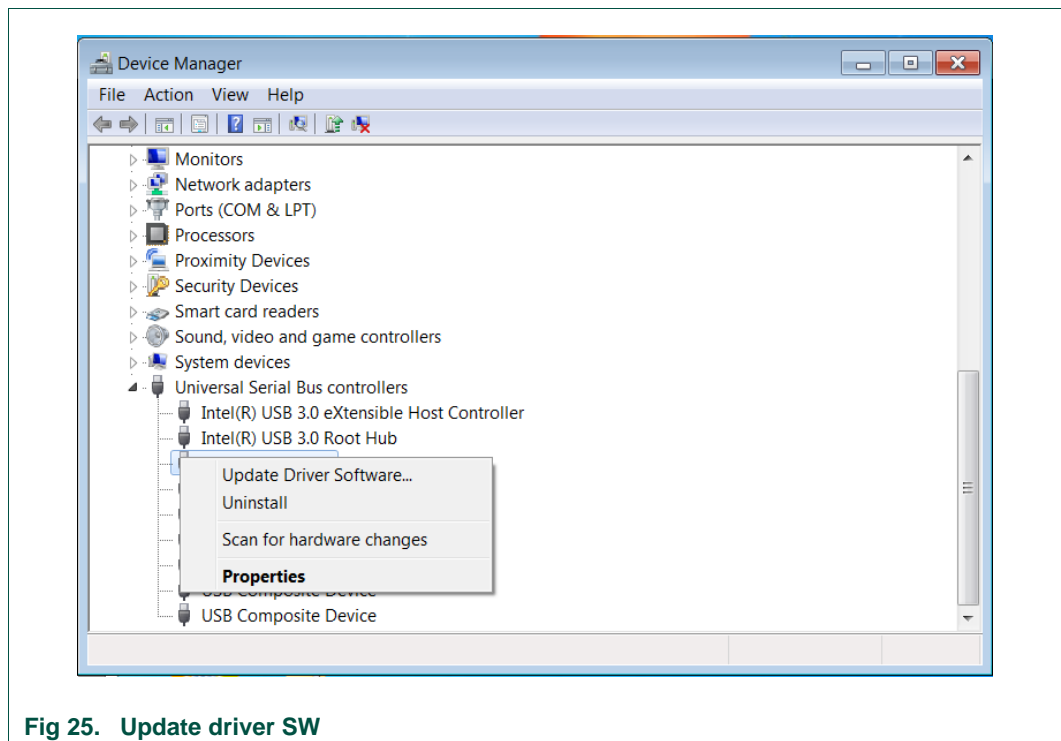 Device Manager
File Action View Help
Monitors
Network adapters
Ports (COM & LPT)
Processors
Proximity Devices
Security Devices
Smart card readers
Sound, video and game controllers
System devices
Universal Serial Bus controllers
Intel(R) USB 3.0 eXtensible Host Controller
Intel(R) USB 3.0 Root Hub
Update Driver Software...
Uninstall
Scan for hardware changes
Properties
USB Composite Device
USB Composite Device
Fig 25. Update driver SW